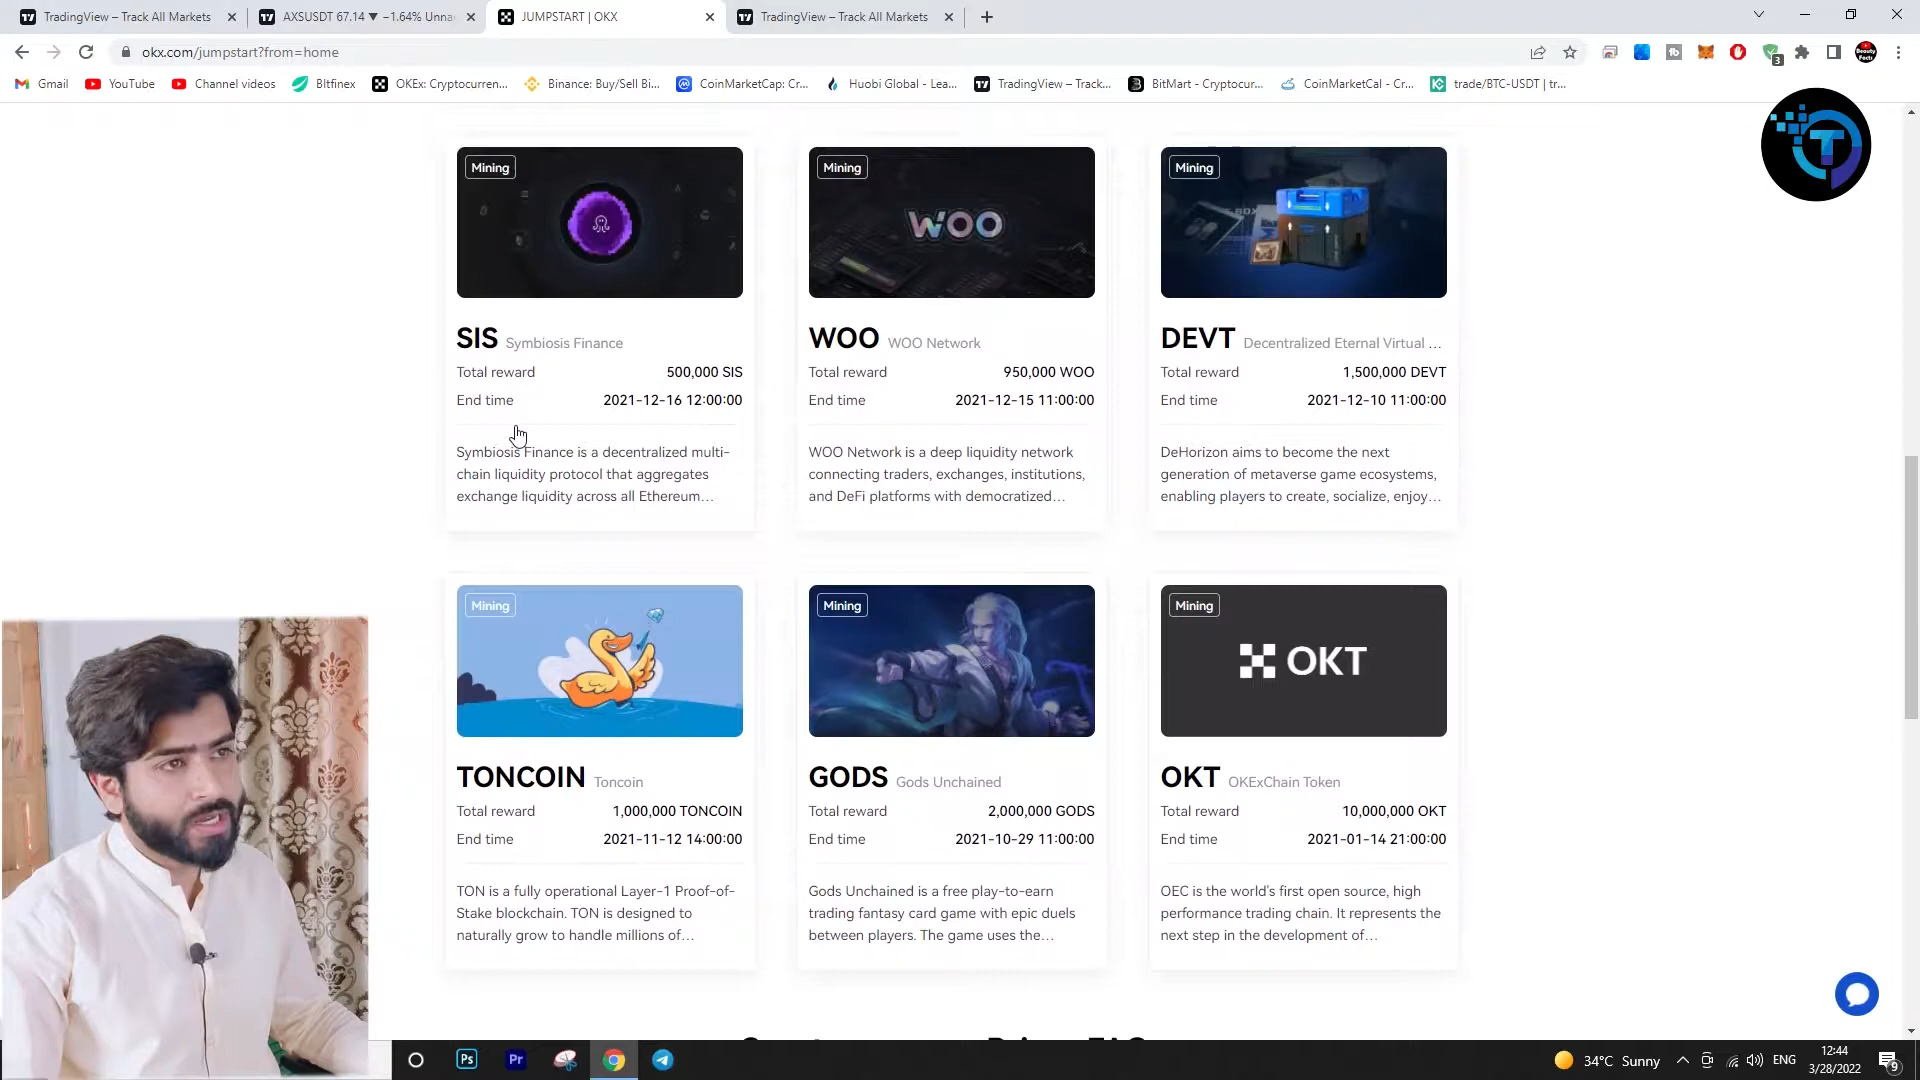 TradingView – Track All Markets
AXSUSDT 67.14 ▼ −1.64% Unna
JUMPSTART | OKX
TradingView – Track All Markets
okx.com/jumpstart?from=home
Gmail
YouTube
Channel videos
Bitfinex
OKEx: Cryptocurren...
Binance: Buy/Sell Bi...
CoinMarketCap: Cr...
Huobi Global - Lea...
TradingView – Track...
BitMart - Cryptocur...
CoinMarketCal - Cr...
trade/BTC-USDT | tr...
Mining
SIS Symbiosis Finance
Total reward 500,000 SIS
End time 2021-12-16 12:00:00
Symbiosis Finance is a decentralized multi-
chain liquidity protocol that aggregates
exchange liquidity across all Ethereum...
Mining
WOO
WOO WOO Network
Total reward 950,000 WOO
End time 2021-12-15 11:00:00
WOO Network is a deep liquidity network
connecting traders, exchanges, institutions,
and DeFi platforms with democratized...
Mining
DEVT Decentralized Eternal Virtual ...
Total reward 1,500,000 DEVT
End time 2021-12-10 11:00:00
DeHorizon aims to become the next
generation of metaverse game ecosystems,
enabling players to create, socialize, enjoy...
Mining
TONCOIN Toncoin
Total reward 1,000,000 TONCOIN
End time 2021-11-12 14:00:00
TON is a fully operational Layer-1 Proof-of-
Stake blockchain. TON is designed to
naturally grow to handle millions of...
Mining
GODS Gods Unchained
Total reward 2,000,000 GODS
End time 2021-10-29 11:00:00
Gods Unchained is a free play-to-earn
trading fantasy card game with epic duels
between players. The game uses the...
Mining
OKT
OKT OKExChain Token
Total reward 10,000,000 OKT
End time 2021-01-14 21:00:00
OEC is the world's first open source, high
performance trading chain. It represents the
next step in the development of...
Ps
Pr
34°C Sunny
ENG
12:44
3/28/2022
9